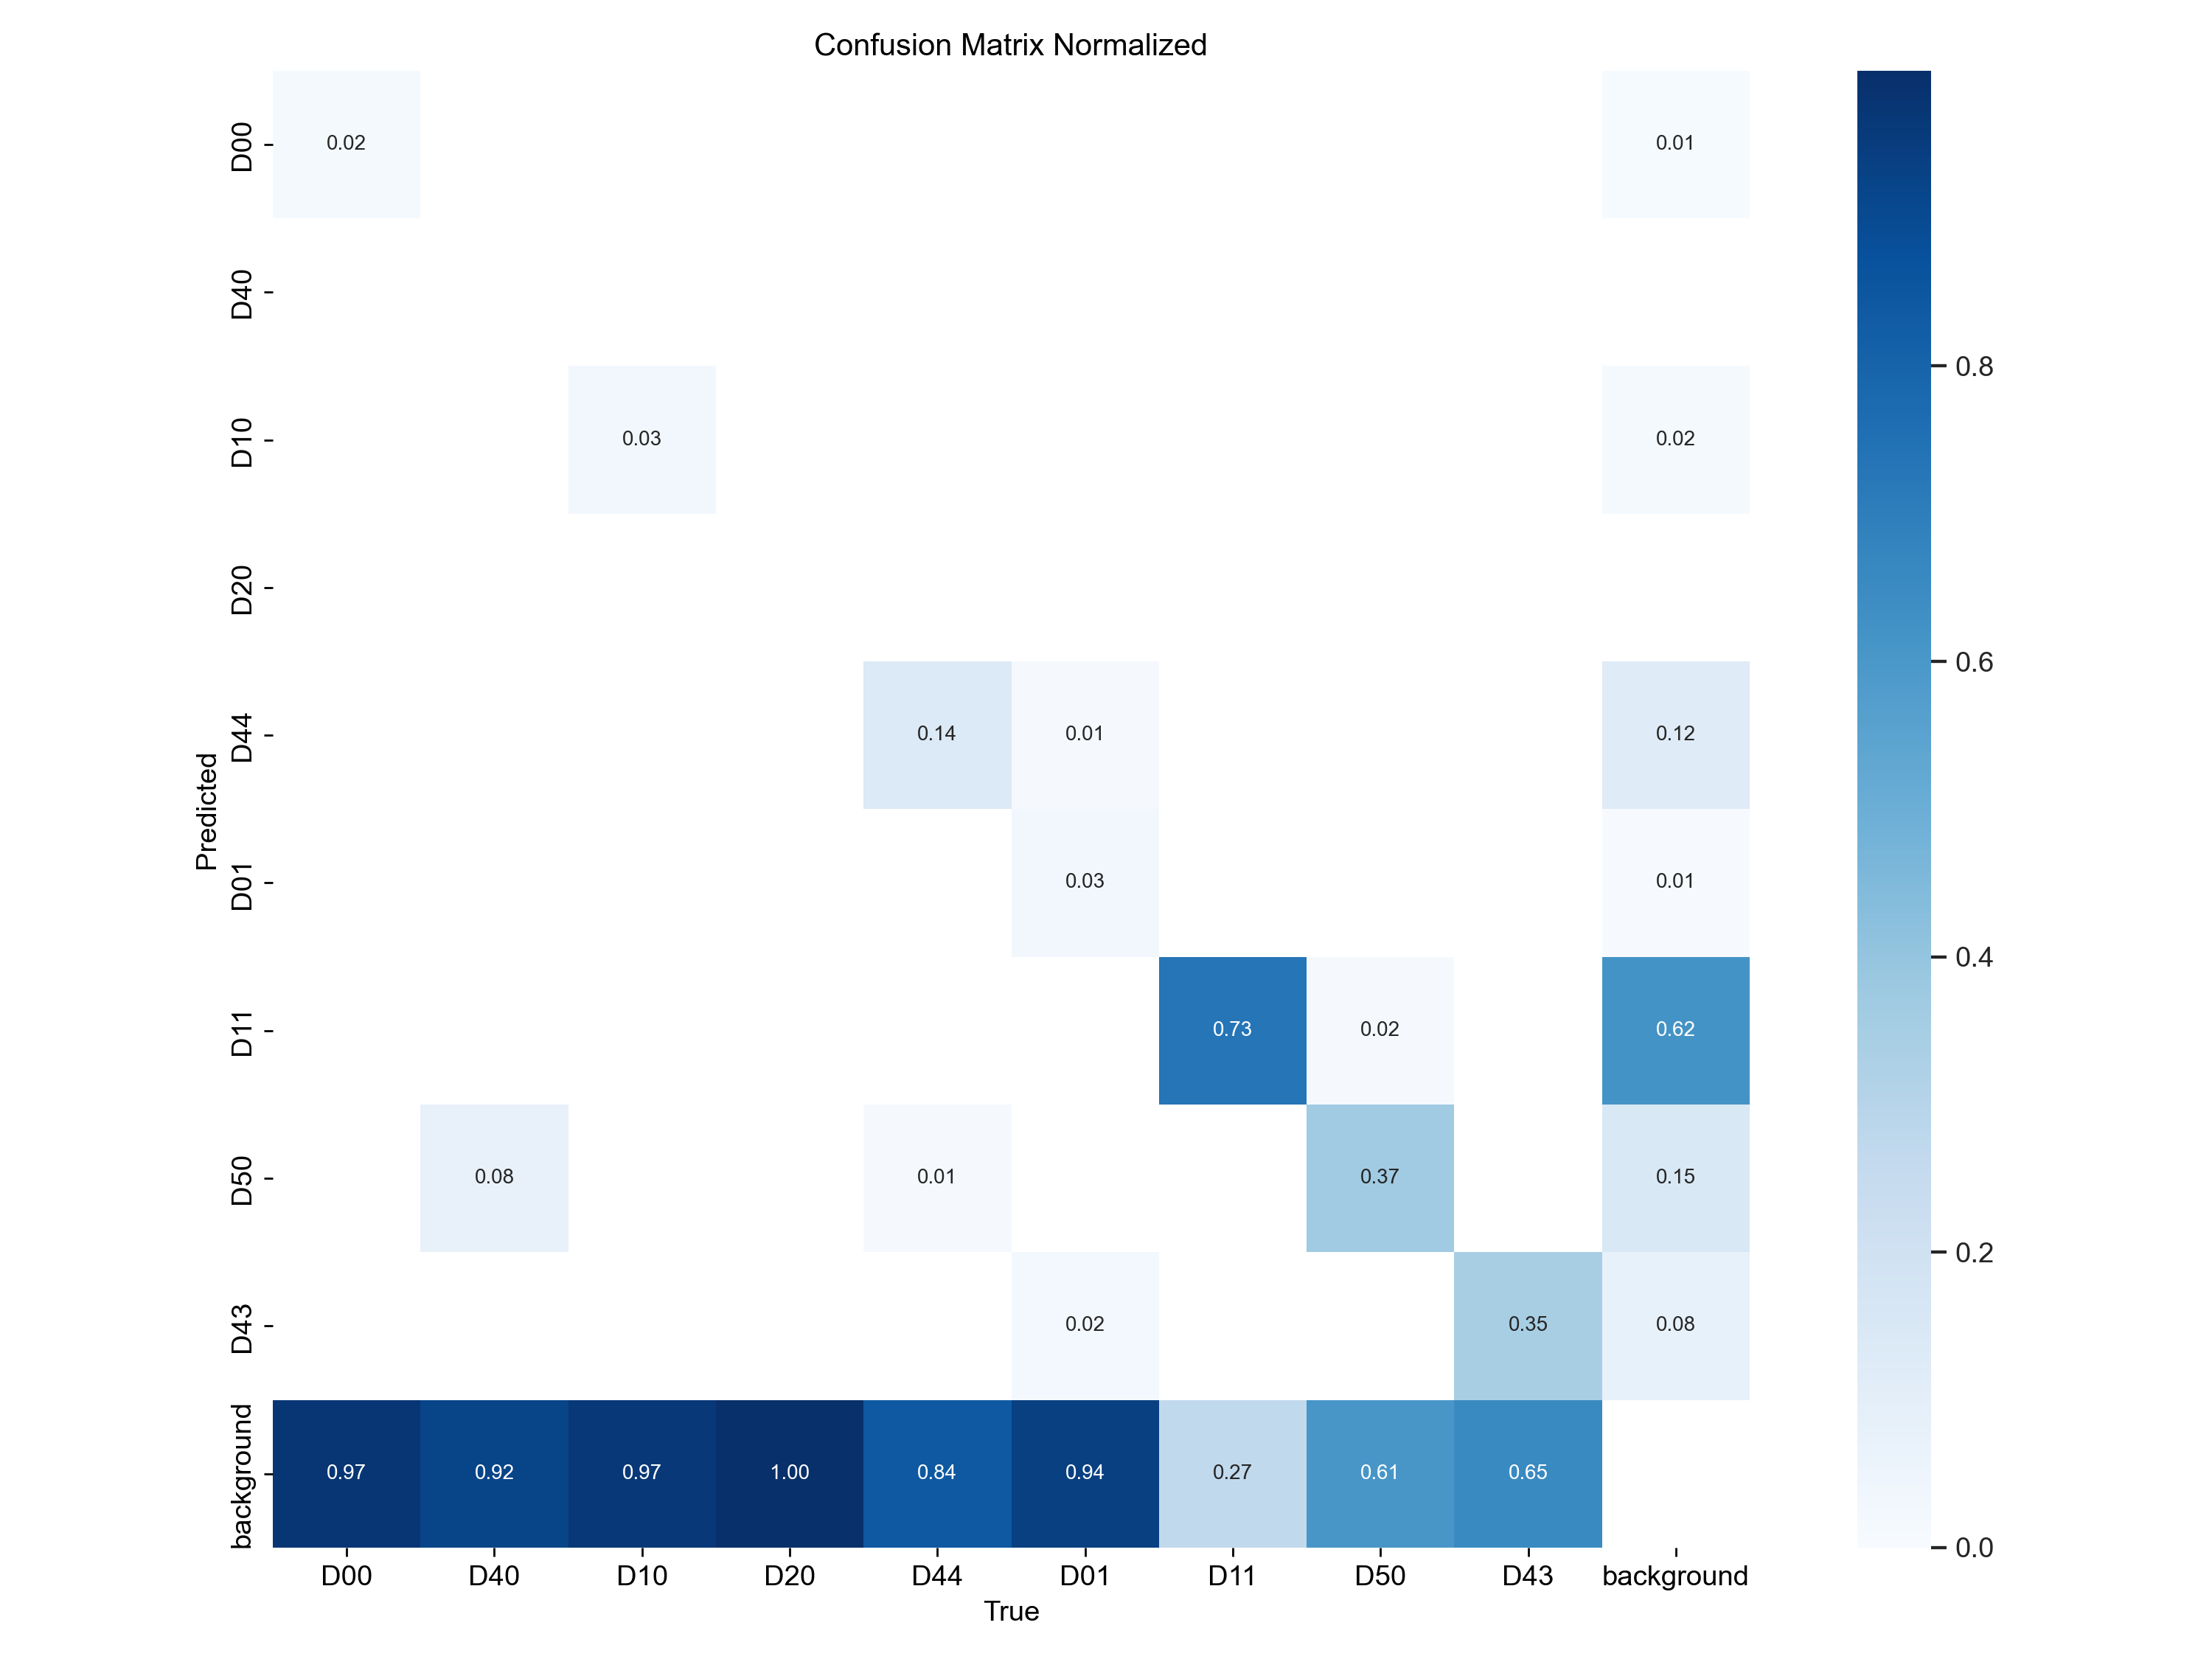 Confusion Matrix Normalized
D00
0.02
0.01
D40
D10
0.03
0.02
D20
D44
0.14
0.01
0.12
D01
0.03
0.01
D11
0.73
0.02
0.62
D50
0.08
0.01
0.37
0.15
D43
0.02
0.35
0.08
background
0.97
0.92
0.97
1.00
0.84
0.94
0.27
0.61
0.65
Predicted
D00
D40
D10
D20
D44
D01
D11
D50
D43
background
True
0.8
0.6
0.4
0.2
0.0